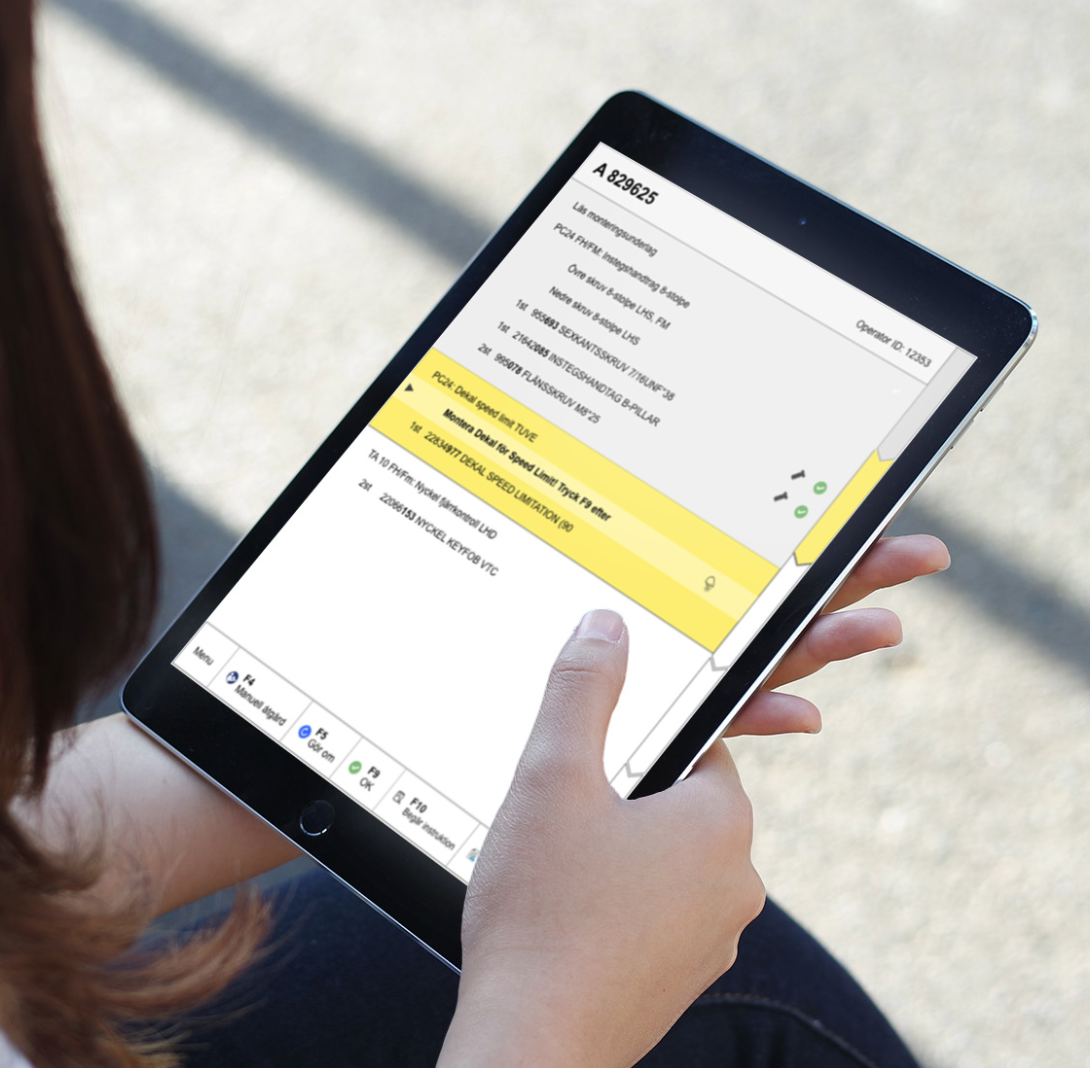 A 829625
Operator ID: 12353
Läs monteringsunderlag
PC24 FH/FM: Instegshandtrag B-stolpe
Övre skruv B-stolpe LHS, FM
Nedre skruv B-stolpe LHS
1st 955693 SEXKANTSSKRUV 7/16UNF*38
1st 21642085 INSTEGSHANDTAG B-PILLAR
2st 995078 FLÄNSSKRUV M8*25
PC24: Dekal speed limit TUVE
Montera Dekal för Speed Limit! Tryck F9 efter
1st 22834977 DEKAL SPEED LIMITATION (90
TA 10 FH/Fm: Nyckel fjärrkontroll LHD
2st 22066153 NYCKEL KEYFOB VTC
Menu
F4
Manuell åtgärd
F5
Gör om
F9
OK
F10
Begär instruktion